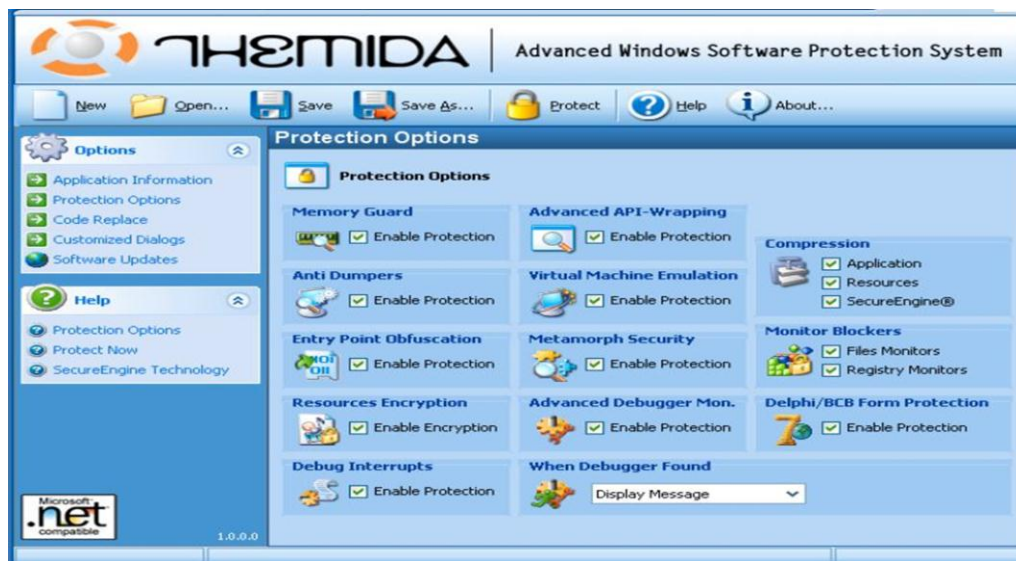 THEMIDA
Advanced Windows Software Protection System
New Open... Save Save As... Protect Help About...
Options
Application Information
Protection Options
Code Replace
Customized Dialogs
Software Updates
Help
Protection Options
Protect Now
SecureEngine Technology
Microsoft
.net
compatible
1.0.0.0
Protection Options
Protection Options
Memory Guard
Enable Protection
Anti Dumpers
Enable Protection
Entry Point Obfuscation
Enable Protection
Resources Encryption
Enable Encryption
Debug Interrupts
Enable Protection
Advanced API-Wrapping
Enable Protection
Virtual Machine Emulation
Enable Protection
Metamorph Security
Enable Protection
Advanced Debugger Mon.
Enable Protection
When Debugger Found
Display Message
Compression
Application
Resources
SecureEngine®
Monitor Blockers
Files Monitors
Registry Monitors
Delphi/BCB Form Protection
Enable Protection